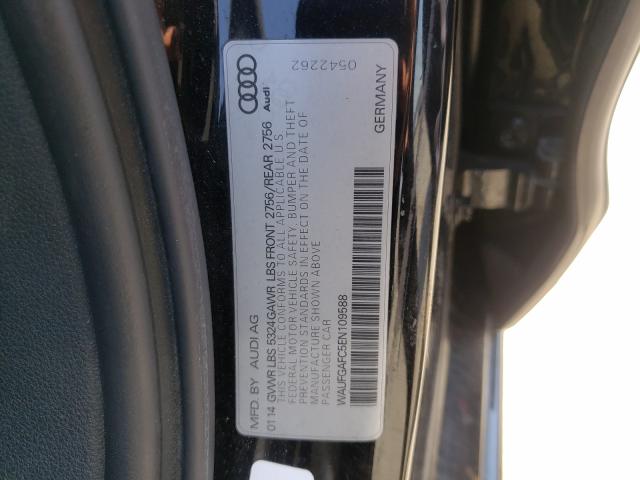 Audi
0542262
MFD. BY AUDI AG
01 14 GVWR LBS 5324 GAWR LBS FRONT 2756/REAR 2756
THIS VEHICLE CONFORMS TO ALL APPLICABLE U.S.
FEDERAL MOTOR VEHICLE SAFETY, BUMPER AND THEFT
PREVENTION STANDARDS IN EFFECT ON THE DATE OF
MANUFACTURE SHOWN ABOVE
PASSENGER CAR
WAUFGAFC5EN109588
GERMANY